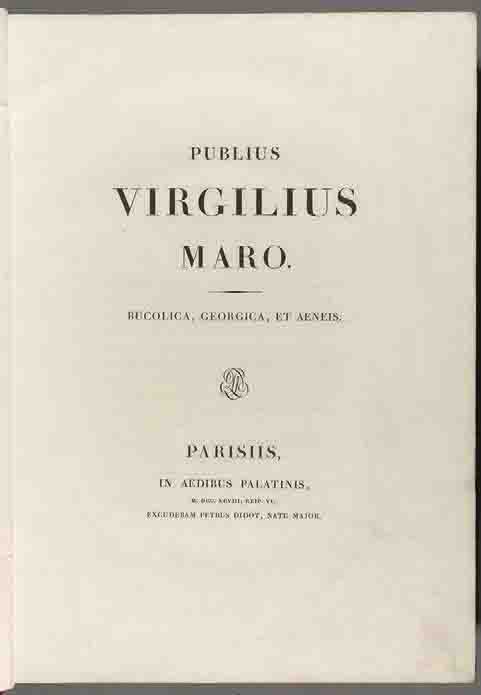 PUBLIUS
VIRGILIUS
MARO.
BUCOLICA, GEORGICA, ET AENEIS.
PARISIIS,
IN AEDIBUS PALATINIS,
M. DCC. XCVIII; REIP. VI.
EXCUDEBAM PETRUS DIDOT, NATU MAJOR.